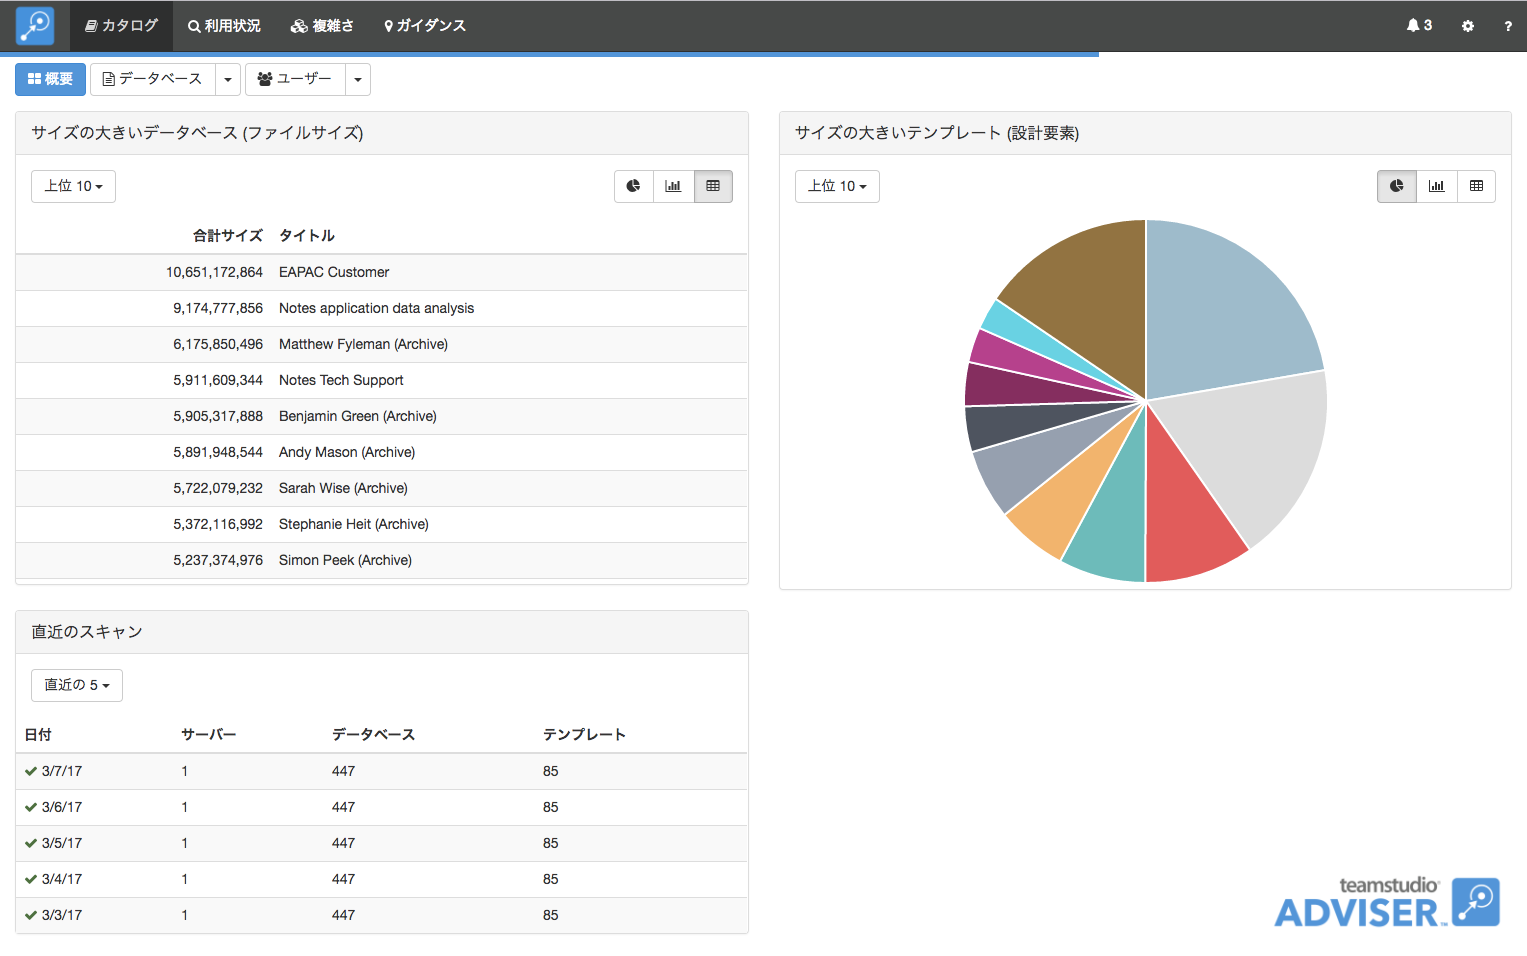 カタログ 利用状況 複雑さ ガイダンス 3 ?
概要 データベース ユーザー
サイズの大きいデータベース (ファイルサイズ)
上位 10
合計サイズ タイトル
10,651,172,864 EAPAC Customer
9,174,777,856 Notes application data analysis
6,175,850,496 Matthew Fyleman (Archive)
5,911,609,344 Notes Tech Support
5,905,317,888 Benjamin Green (Archive)
5,891,948,544 Andy Mason (Archive)
5,722,079,232 Sarah Wise (Archive)
5,372,116,992 Stephanie Heit (Archive)
5,237,374,976 Simon Peek (Archive)
サイズの大きいテンプレート (設計要素)
上位 10
直近のスキャン
直近の 5
日付 サーバー データベース テンプレート
3/7/17 1 447 85
3/6/17 1 447 85
3/5/17 1 447 85
3/4/17 1 447 85
3/3/17 1 447 85
teamstudio®
ADVISER™